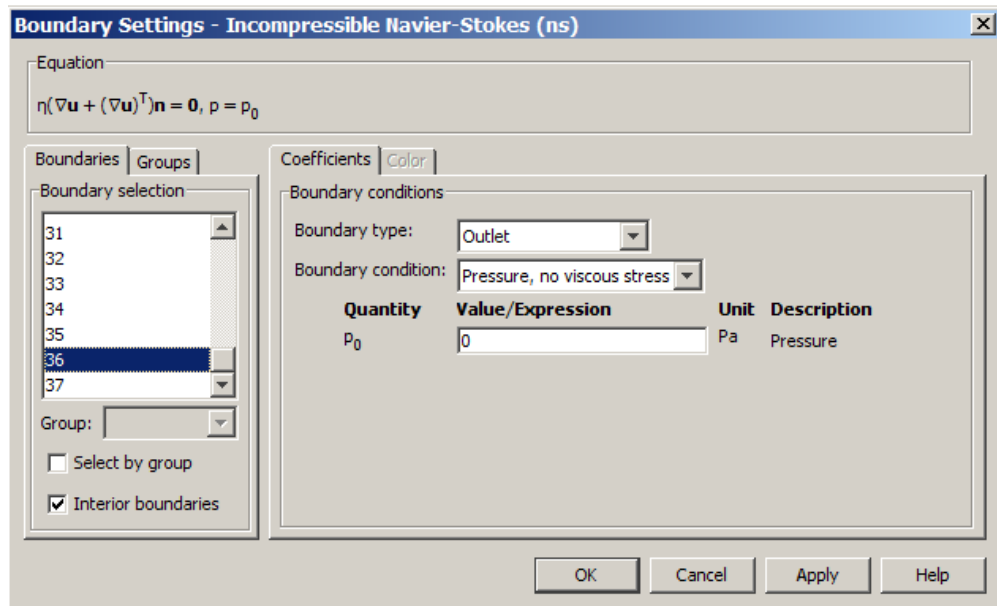 Boundary Settings - Incompressible Navier-Stokes (ns)
Equation
η(∇u + (∇u)ᵀ)n = 0, p = p₀
Boundaries Groups
Boundary selection
31
32
33
34
35
36
37
Group:
Select by group
Interior boundaries
Coefficients Color
Boundary conditions
Boundary type: Outlet
Boundary condition: Pressure, no viscous stress
Quantity Value/Expression Unit Description
p₀ 0 Pa Pressure
OK Cancel Apply Help